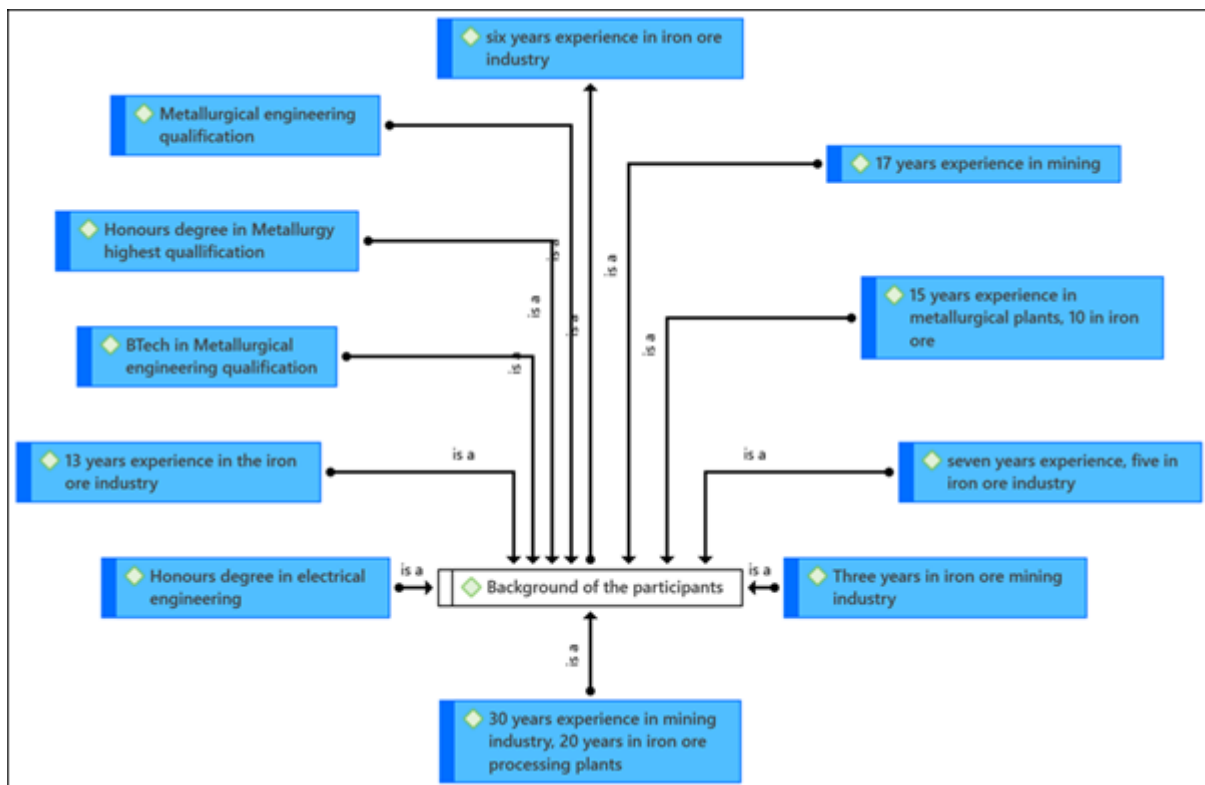 six years experience in iron ore
industry
Metallurgical engineering
qualification
17 years experience in mining
Honours degree in Metallurgy
highest quallification
is a
is a
is a
is a
15 years experience in
metallurgical plants, 10 in iron
ore
BTech in Metallurgical
engineering qualification
is a
is a
13 years experience in the iron
ore industry
is a
is a
seven years experience, five in
iron ore industry
Honours degree in electrical
engineering
is a
Background of the participants
is a
Three years in iron ore mining
industry
is a
30 years experience in mining
industry, 20 years in iron ore
processing plants